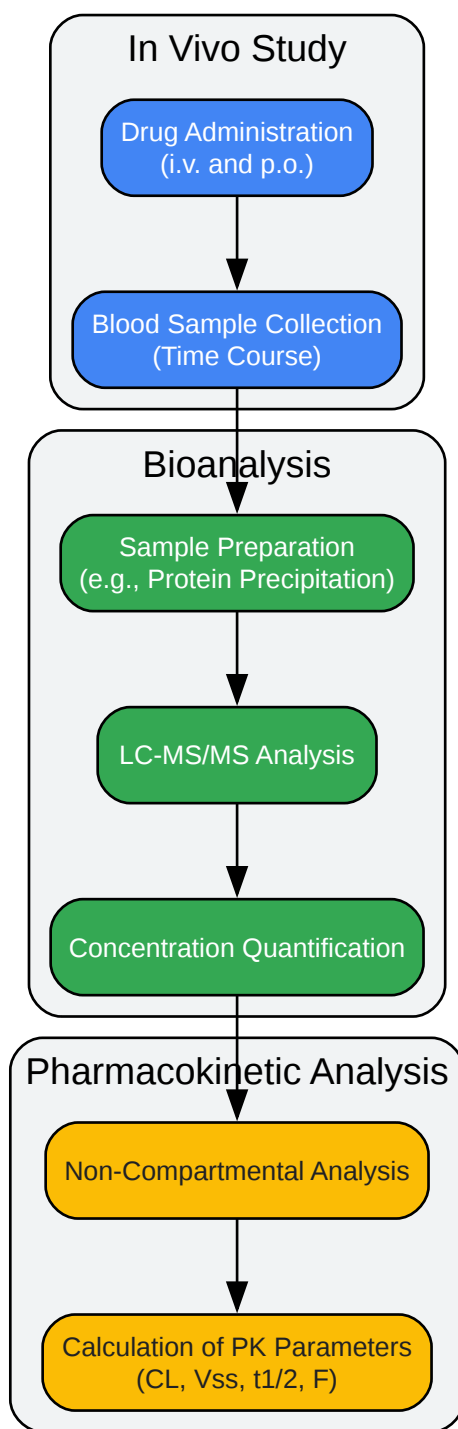 In Vivo Study
Drug Administration
(i.v. and p.o.)
Blood Sample Collection
(Time Course)
Bioanalysis
Sample Preparation
(e.g., Protein Precipitation)
LC-MS/MS Analysis
Concentration Quantification
Pharmacokinetic Analysis
Non-Compartmental Analysis
Calculation of PK Parameters
(CL, Vss, t1/2, F)